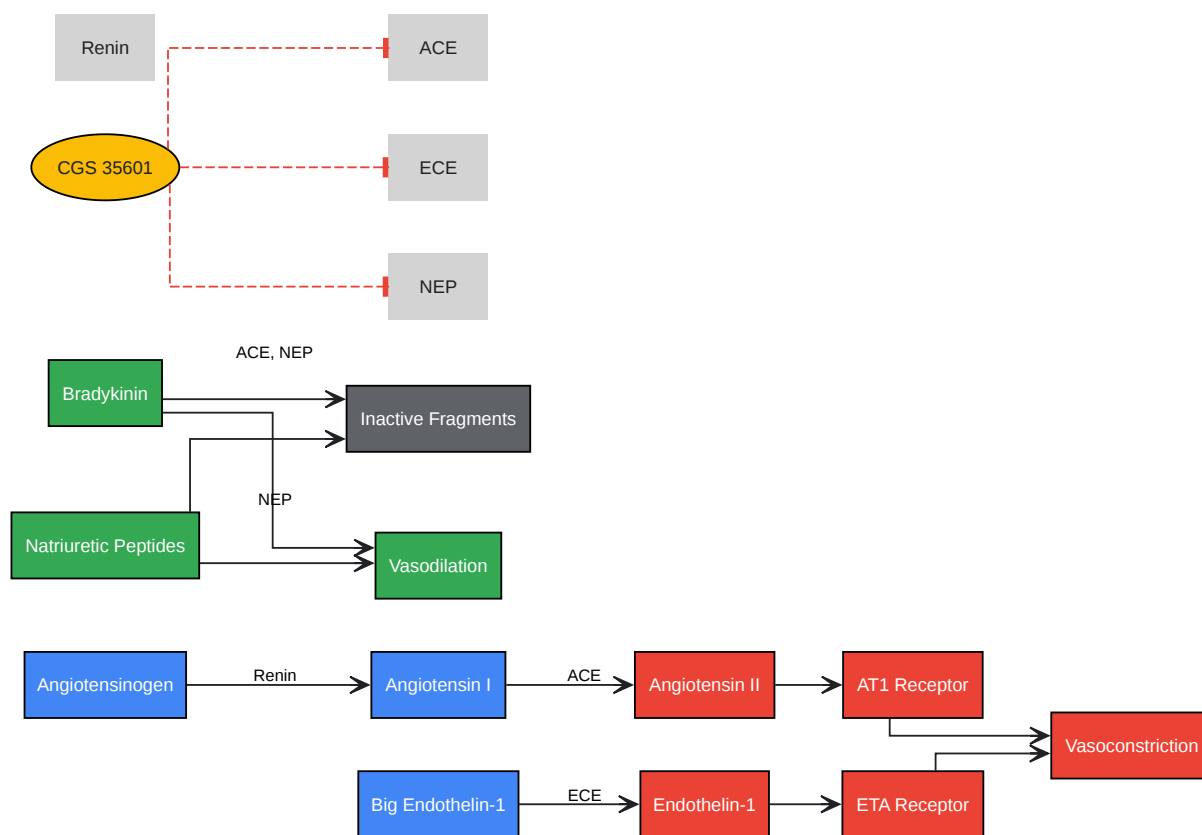 Renin
ACE
CGS 35601
ECE
NEP
ACE, NEP
Bradykinin
Inactive Fragments
NEP
Natriuretic Peptides
Vasodilation
Angiotensinogen
Renin
Angiotensin I
ACE
Angiotensin II
AT1 Receptor
Vasoconstriction
Big Endothelin-1
ECE
Endothelin-1
ETA Receptor